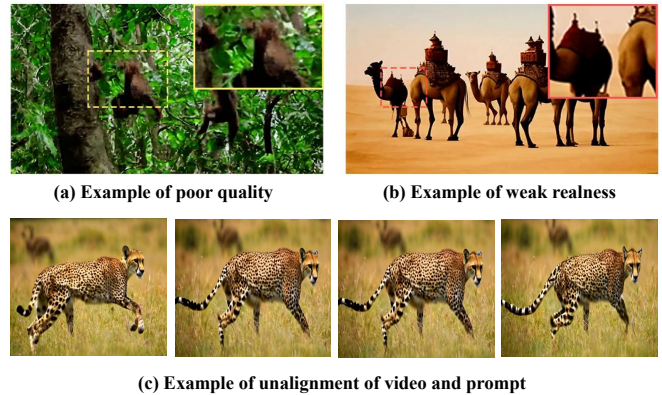 (a) Example of poor quality
(b) Example of weak realness
(c) Example of unalignment of video and prompt